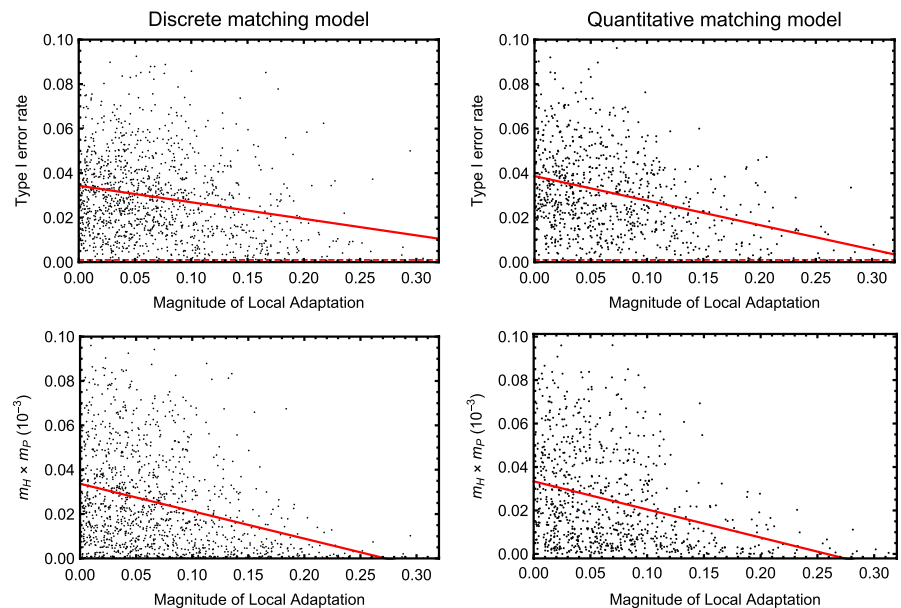 Discrete matching model
Quantitative matching model
Type I error rate
0.10
0.08
0.06
0.04
0.02
0.00
0.00 0.05 0.10 0.15 0.20 0.25 0.30
Magnitude of Local Adaptation
Type I error rate
0.10
0.08
0.06
0.04
0.02
0.00
0.00 0.05 0.10 0.15 0.20 0.25 0.30
Magnitude of Local Adaptation
m_H × m_P (10⁻³)
0.10
0.08
0.06
0.04
0.02
0.00
0.00 0.05 0.10 0.15 0.20 0.25 0.30
Magnitude of Local Adaptation
m_H × m_P (10⁻³)
0.10
0.08
0.06
0.04
0.02
0.00
0.00 0.05 0.10 0.15 0.20 0.25 0.30
Magnitude of Local Adaptation